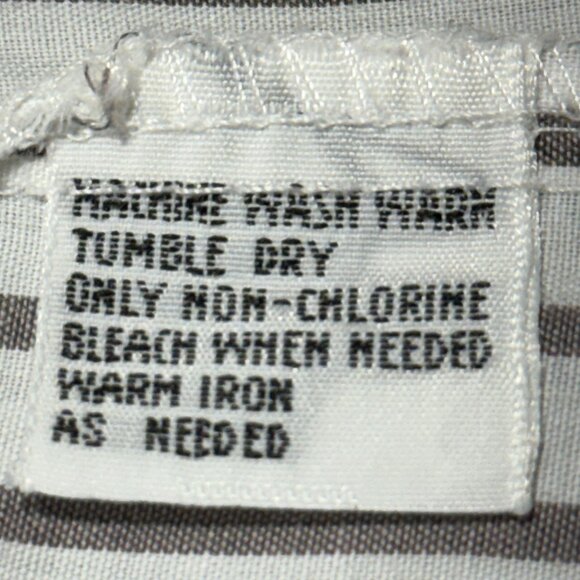 MACHINE WASH WARM
TUMBLE DRY
ONLY NON-CHLORINE
BLEACH WHEN NEEDED
WARM IRON
AS NEEDED